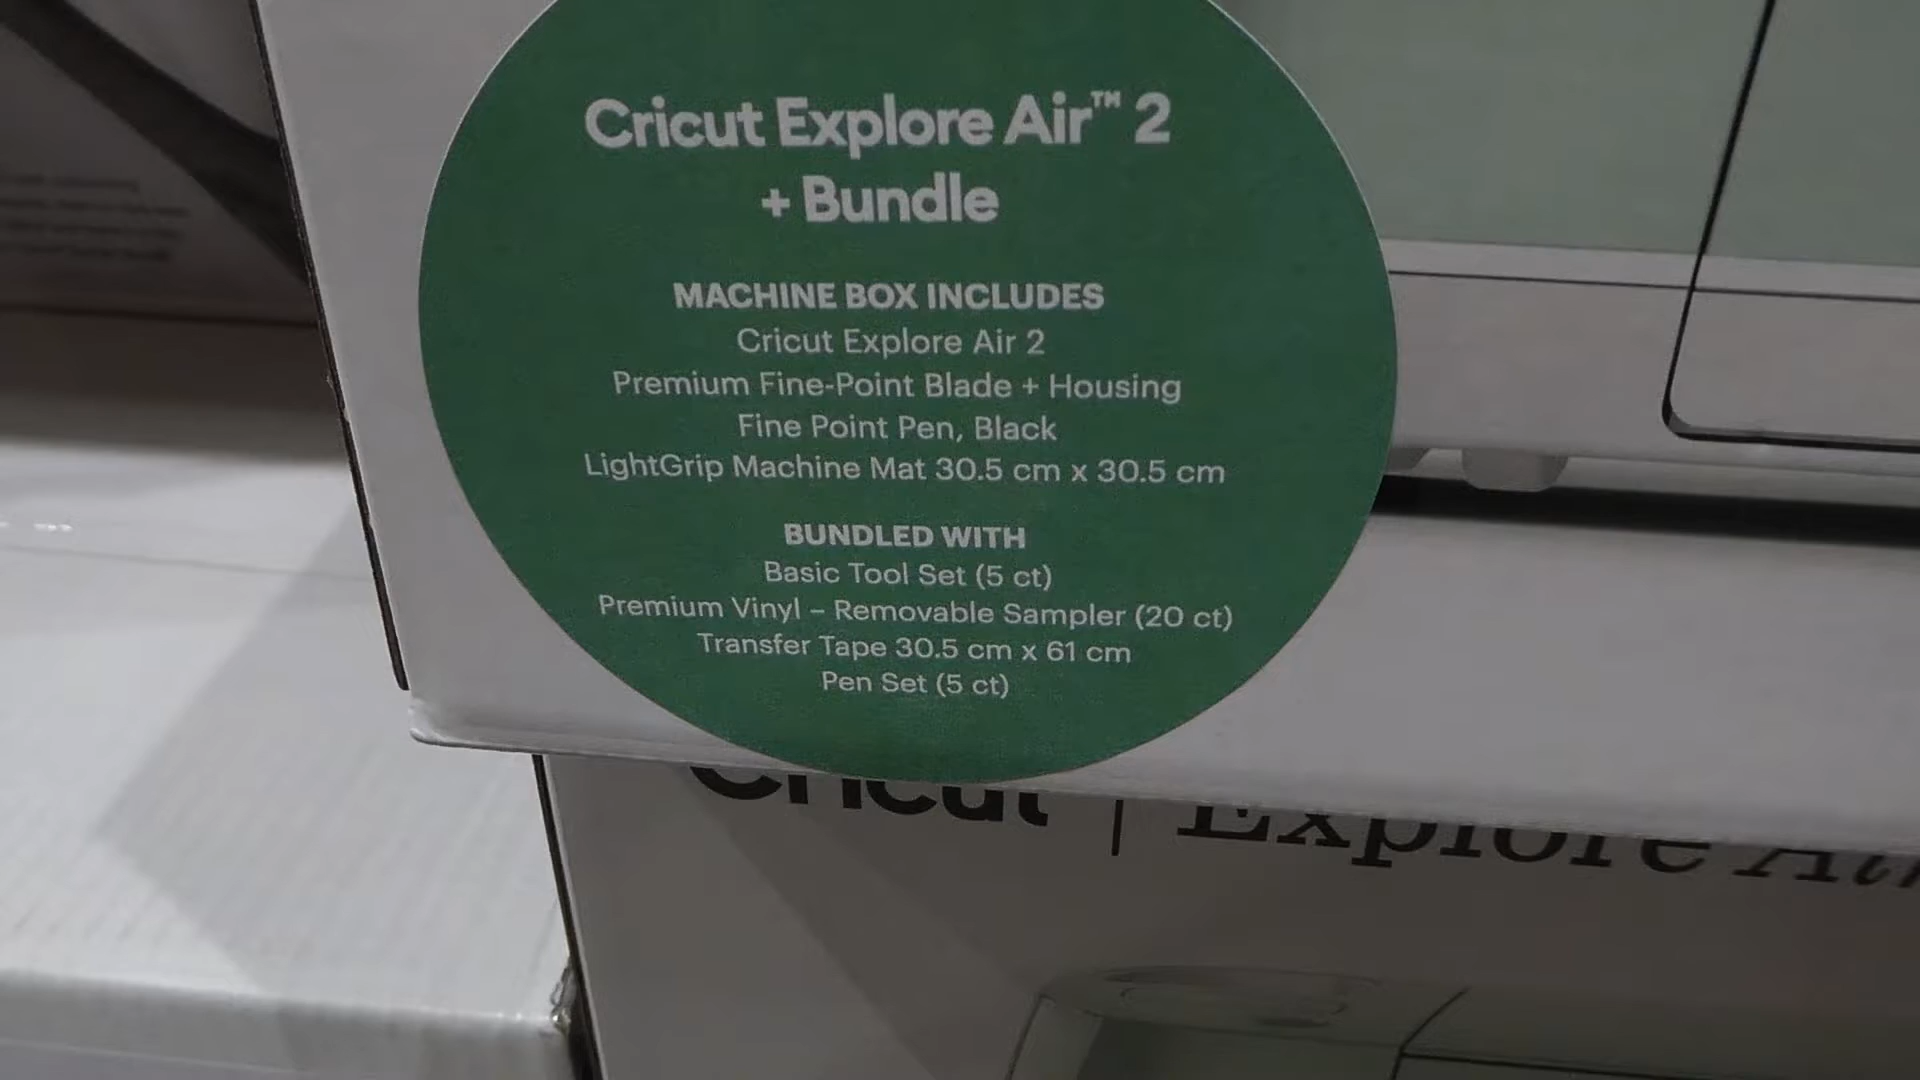 Cricut Explore Air™ 2
+ Bundle
MACHINE BOX INCLUDES
Cricut Explore Air 2
Premium Fine-Point Blade + Housing
Fine Point Pen, Black
LightGrip Machine Mat 30.5 cm x 30.5 cm
BUNDLED WITH
Basic Tool Set (5 ct)
Premium Vinyl – Removable Sampler (20 ct)
Transfer Tape 30.5 cm x 61 cm
Pen Set (5 ct)
Cricut | Explore Air